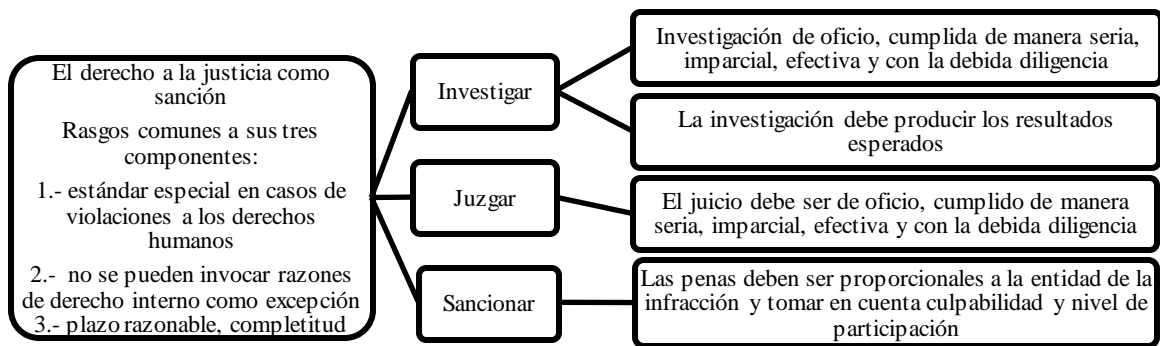 El derecho a la justicia como
sanción
Rasgos comunes a sus tres
componentes:
1.- estándar especial en casos de
violaciones a los derechos
humanos
2.- no se pueden invocar razones
de derecho interno como excepción
3.- plazo razonable, completitud
Investigar
Investigación de oficio, cumplida de manera seria,
imparcial, efectiva y con la debida diligencia
La investigación debe producir los resultados
esperados
Juzgar
El juicio debe ser de oficio, cumplido de manera
seria, imparcial, efectiva y con la debida diligencia
Sancionar
Las penas deben ser proporcionales a la entidad de la
infracción y tomar en cuenta culpabilidad y nivel de
participación